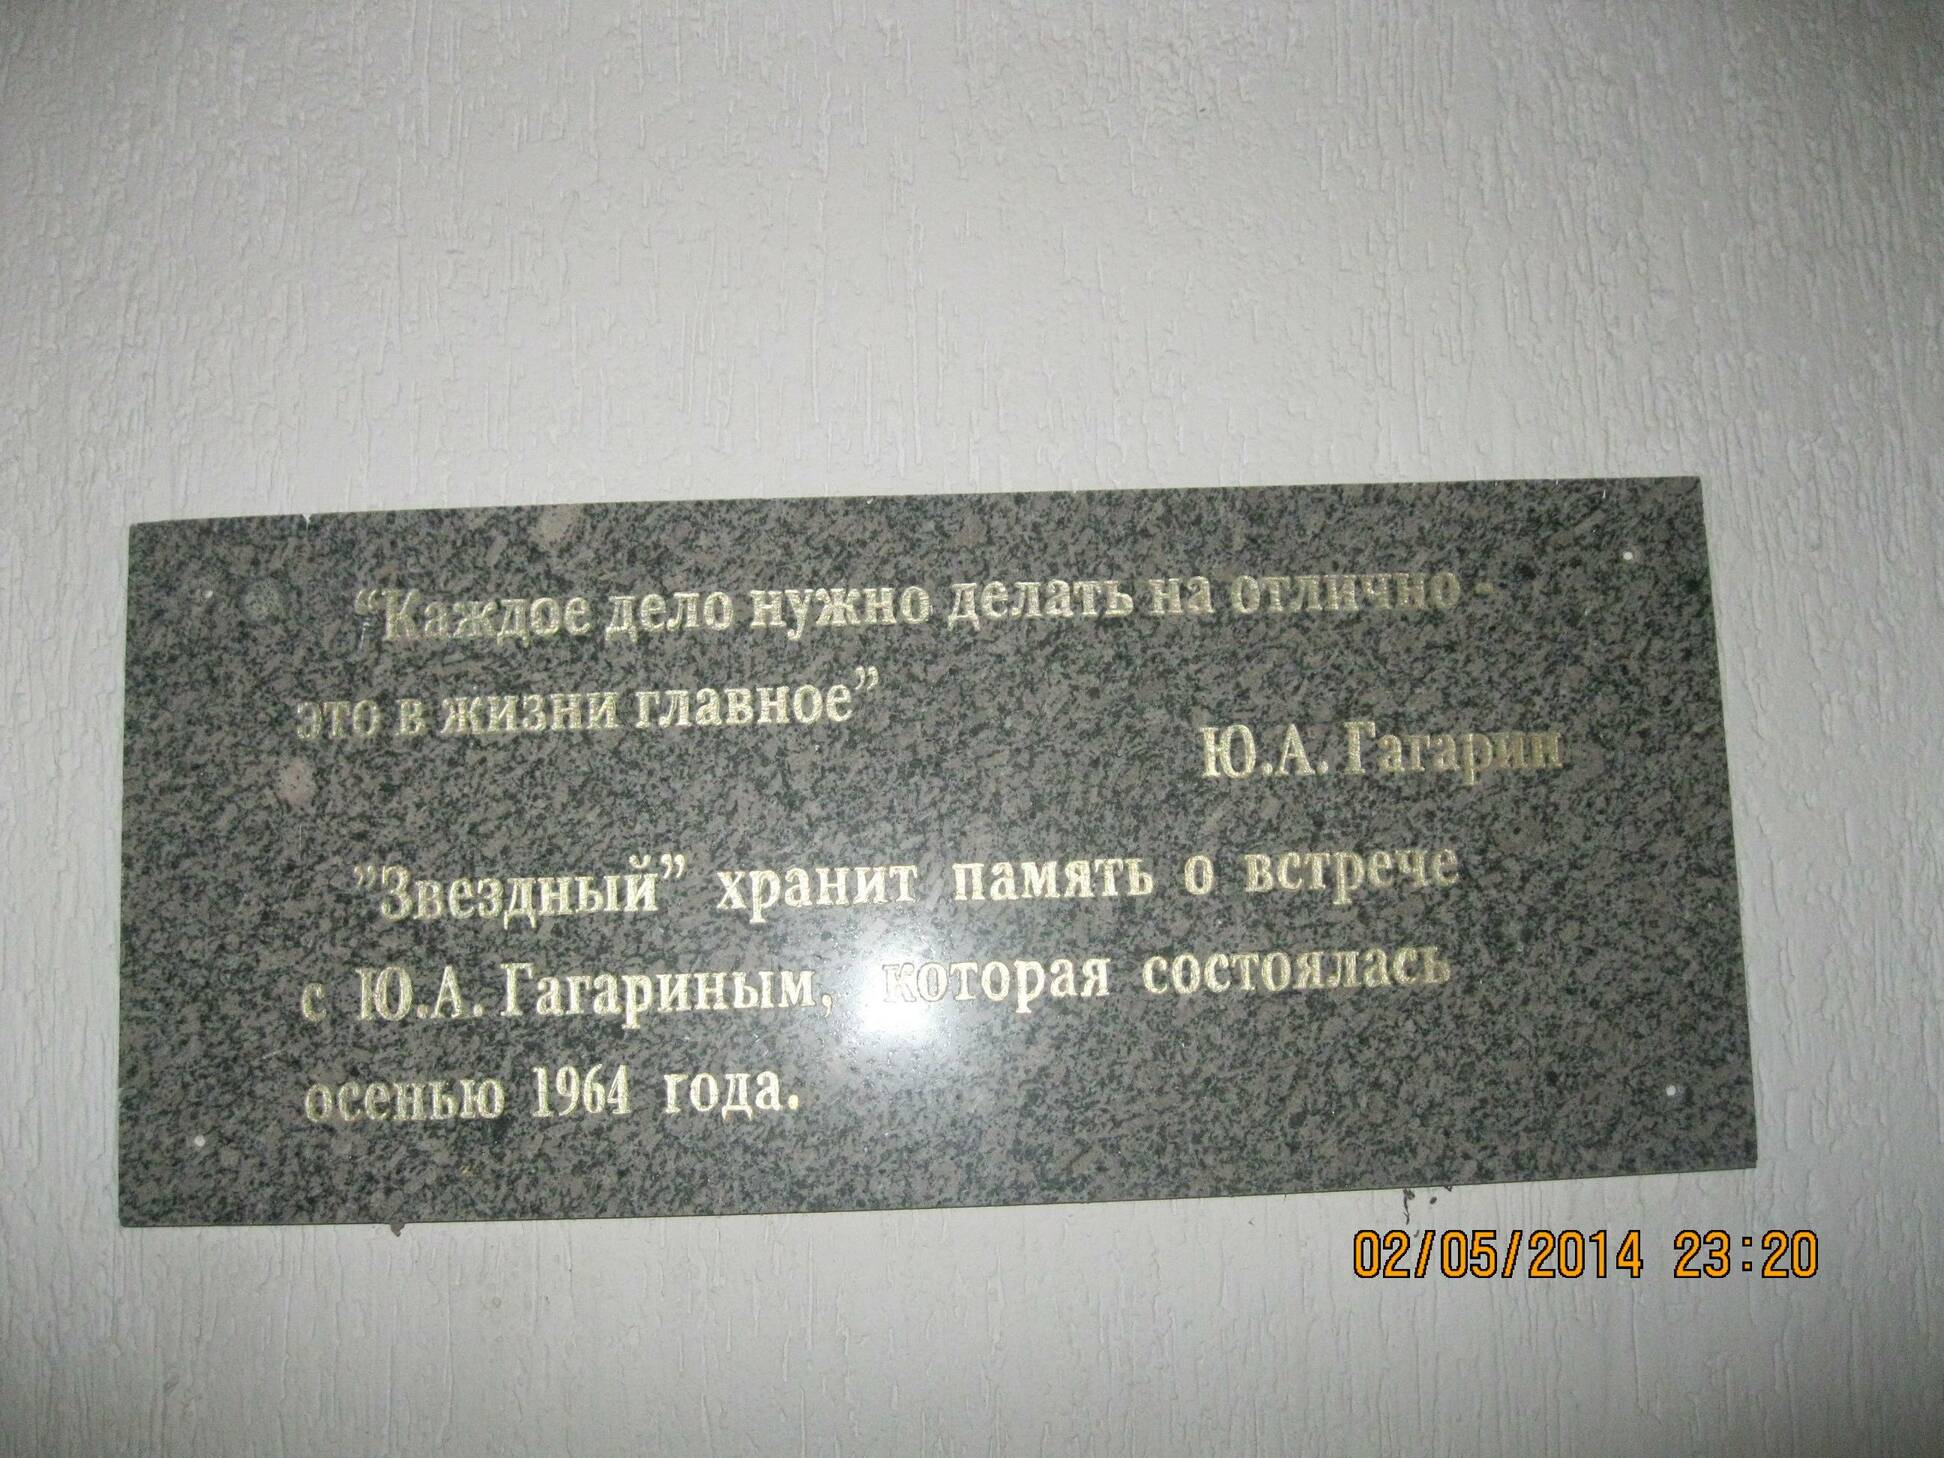 “Каждое дело нужно делать на отлично -
это в жизни главное”
Ю.А. Гагарин
”Звездный” хранит память о встрече
с Ю.А. Гагариным, которая состоялась
осенью 1964 года.
02/05/2014 23:20